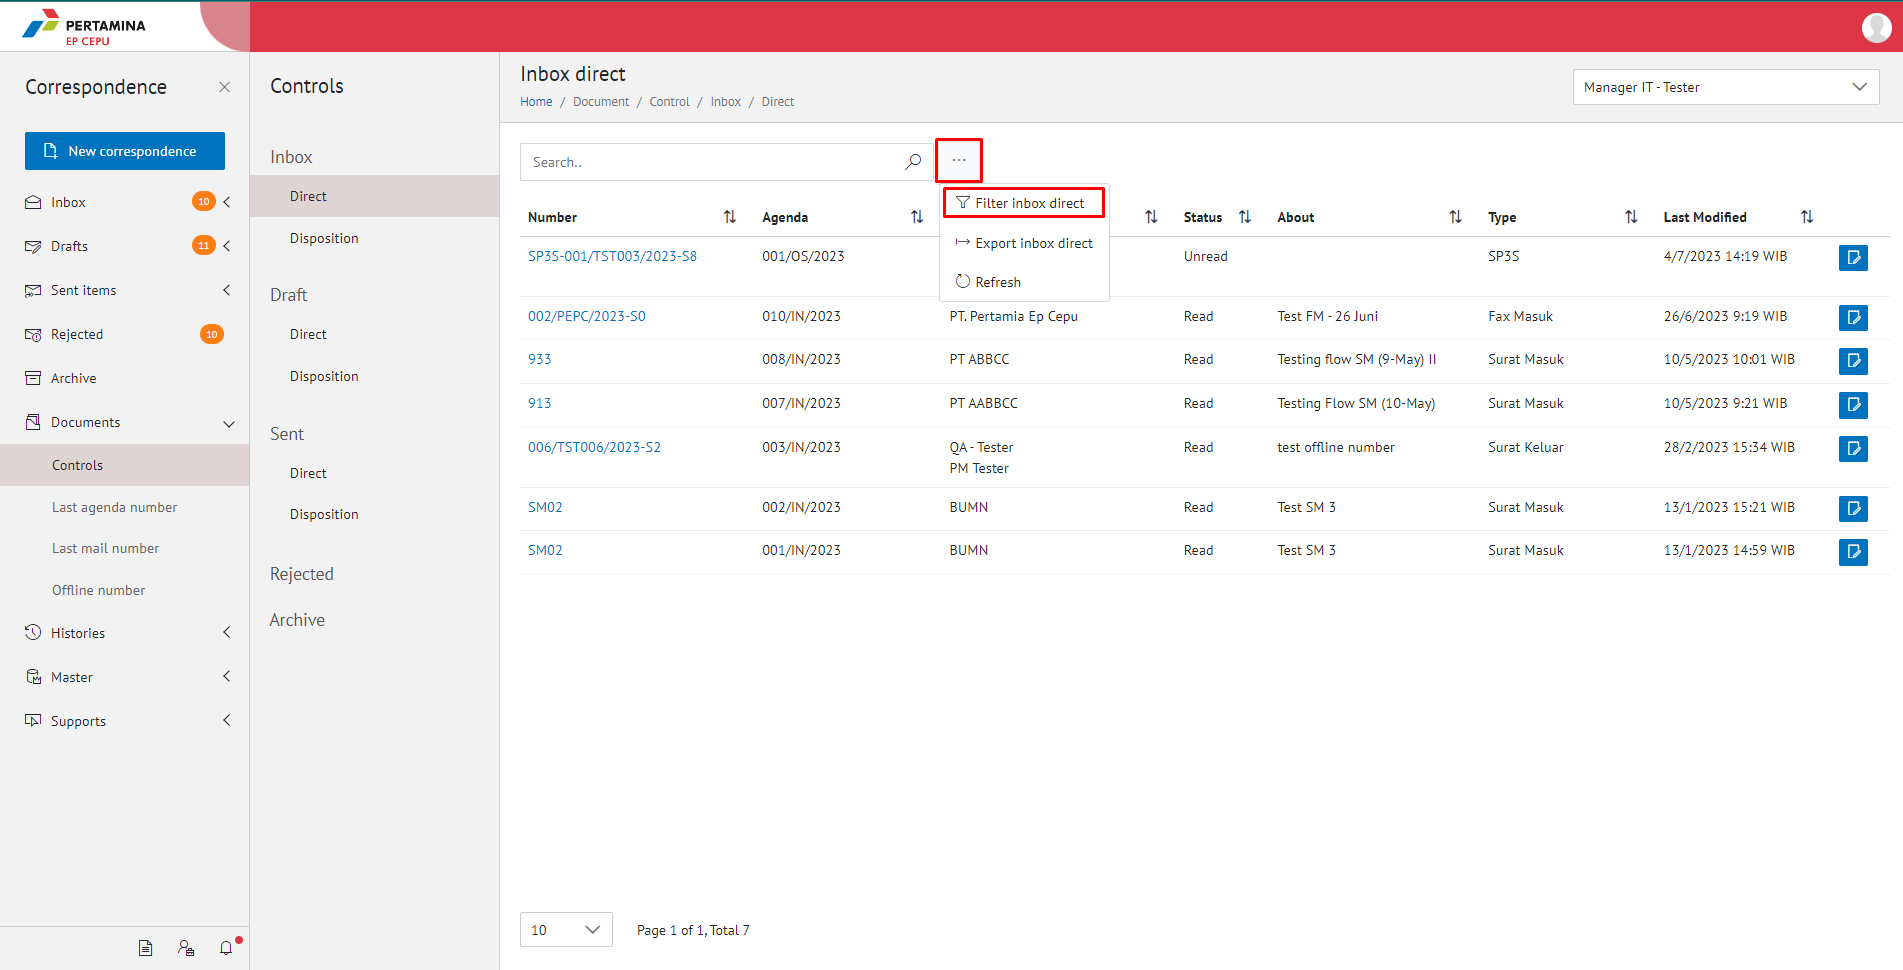 PERTAMINA
EP CEPU
Correspondence
New correspondence
Inbox 10
Drafts 11
Sent items
Rejected 10
Archive
Documents
Controls
Last agenda number
Last mail number
Offline number
Histories
Master
Supports
Controls
Inbox
Direct
Disposition
Draft
Direct
Disposition
Sent
Direct
Disposition
Rejected
Archive
Inbox direct
Home / Document / Control / Inbox / Direct
Manager IT - Tester
Search..
...
Filter inbox direct
Export inbox direct
Refresh
Number Agenda Status About Type Last Modified
SP3S-001/TST003/2023-S8 001/OS/2023 Unread SP3S 4/7/2023 14:19 WIB
002/PEPC/2023-S0 010/IN/2023 PT. Pertamia Ep Cepu Read Test FM - 26 Juni Fax Masuk 26/6/2023 9:19 WIB
933 008/IN/2023 PT ABBCC Read Testing flow SM (9-May) II Surat Masuk 10/5/2023 10:01 WIB
913 007/IN/2023 PT AABBCC Read Testing Flow SM (10-May) Surat Masuk 10/5/2023 9:21 WIB
006/TST006/2023-S2 003/IN/2023 QA - Tester Read test offline number Surat Keluar 28/2/2023 15:34 WIB
PM Tester
SM02 002/IN/2023 BUMN Read Test SM 3 Surat Masuk 13/1/2023 15:21 WIB
SM02 001/IN/2023 BUMN Read Test SM 3 Surat Masuk 13/1/2023 14:59 WIB
10 Page 1 of 1, Total 7